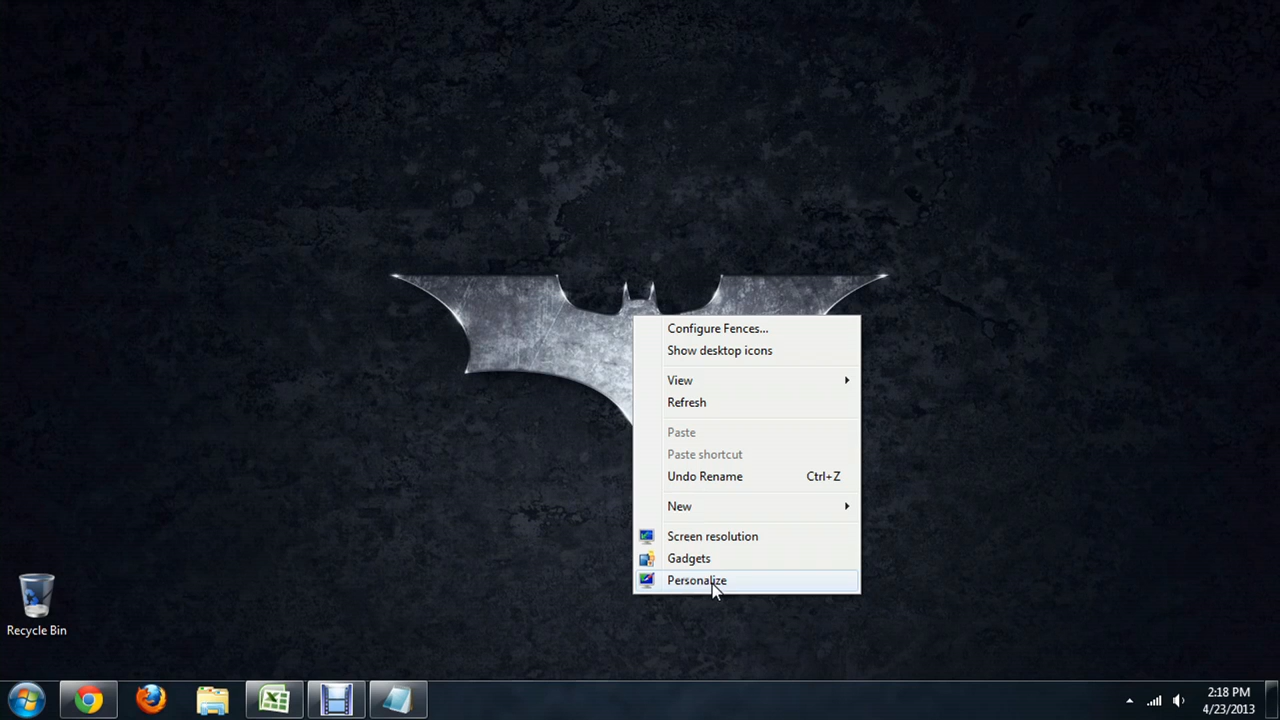 Configure Fences...
Show desktop icons
View
Refresh
Paste
Paste shortcut
Undo Rename Ctrl+Z
New
Screen resolution
Gadgets
Personalize
Recycle Bin
2:18 PM
4/23/2013